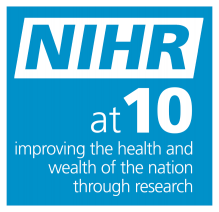 NIHR
at 10
improving the health and
wealth of the nation
through research